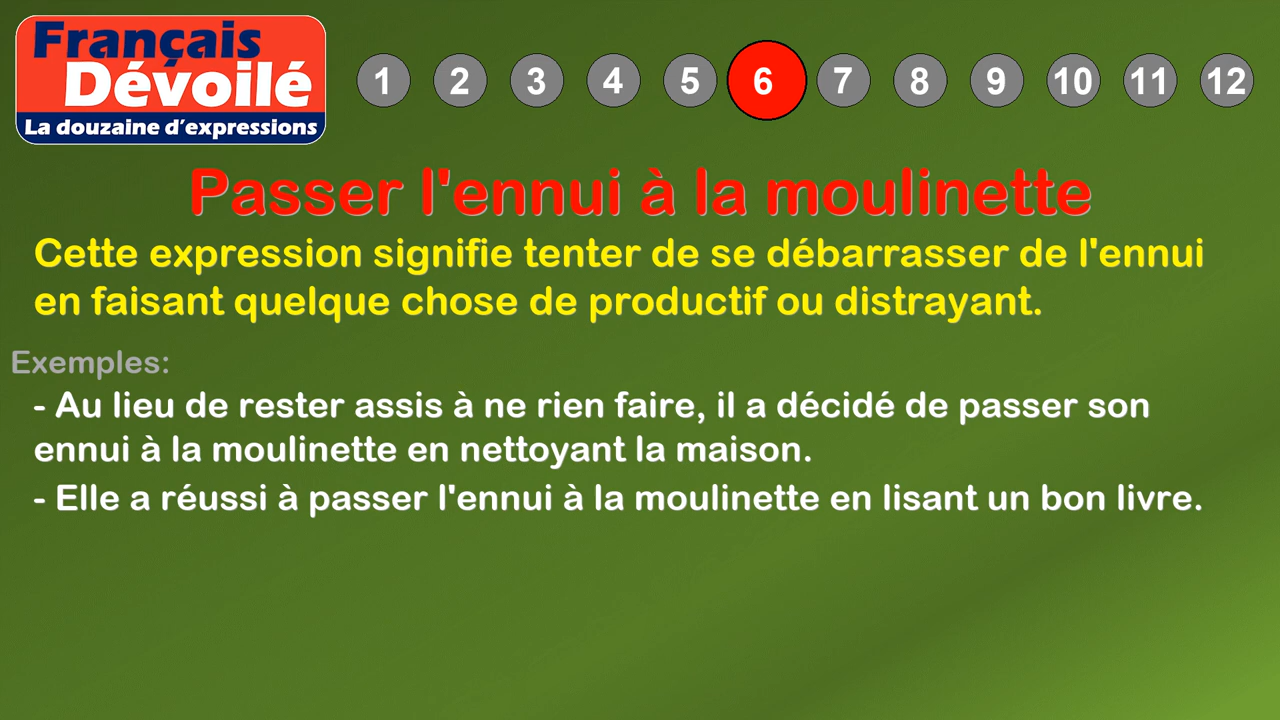 Français
Dévoilé
La douzaine d'expressions
1 2 3 4 5 6 7 8 9 10 11 12
Passer l'ennui à la moulinette
Cette expression signifie tenter de se débarrasser de l'ennui
en faisant quelque chose de productif ou distrayant.
Exemples:
- Au lieu de rester assis à ne rien faire, il a décidé de passer son
ennui à la moulinette en nettoyant la maison.
- Elle a réussi à passer l'ennui à la moulinette en lisant un bon livre.